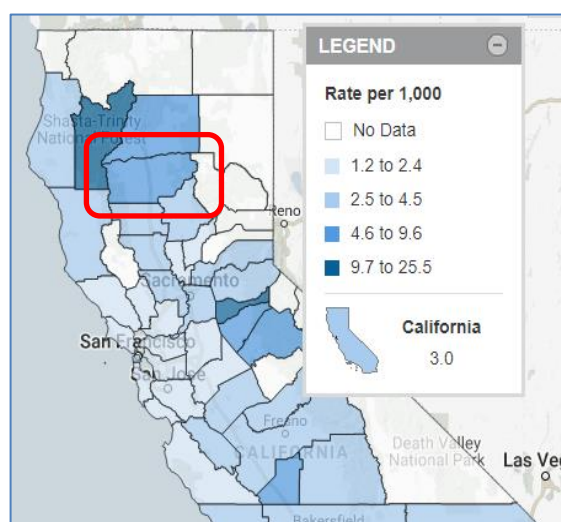 LEGEND
Rate per 1,000
No Data
1.2 to 2.4
2.5 to 4.5
4.6 to 9.6
9.7 to 25.5
California
3.0
Shasta-Trinity
National Forest
Reno
Sacramento
San Francisco
San Jose
Fresno
CALIFORNIA
Death Valley
National Park
Las Ve
Bakersfield